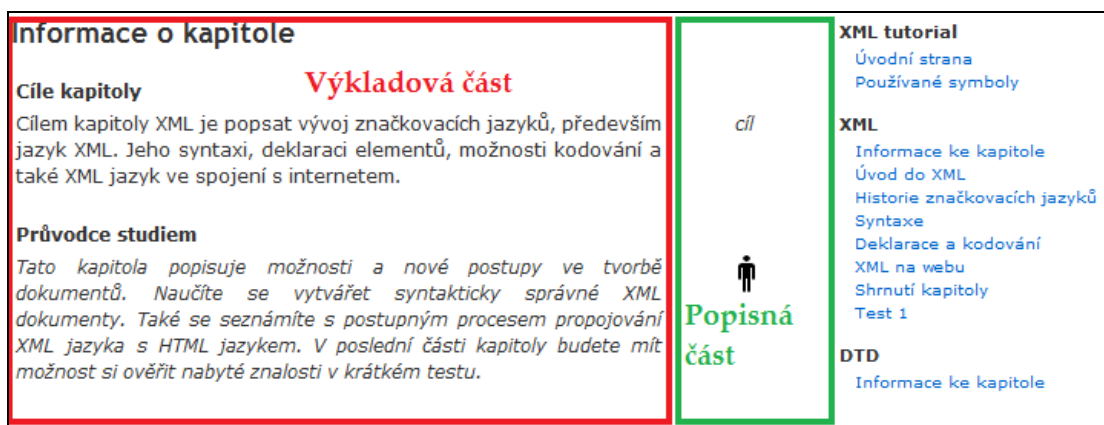 Informace o kapitole
Výkladová část
Cíle kapitoly
Cílem kapitoly XML je popsat vývoj značkovacích jazyků, především
jazyk XML. Jeho syntaxi, deklaraci elementů, možnosti kodování a
také XML jazyk ve spojení s internetem.
Průvodce studiem
Tato kapitola popisuje možnosti a nové postupy ve tvorbě
dokumentů. Naučíte se vytvářet syntakticky správné XML
dokumenty. Také se seznámíte s postupným procesem propojování
XML jazyka s HTML jazykem. V poslední části kapitoly budete mít
možnost si ověřit nabyté znalosti v krátkém testu.
cíl
Popisná
část
XML tutorial
Úvodní strana
Používané symboly
XML
Informace ke kapitole
Úvod do XML
Historie značkovacích jazyků
Syntaxe
Deklarace a kodování
XML na webu
Shrnutí kapitoly
Test 1
DTD
Informace ke kapitole